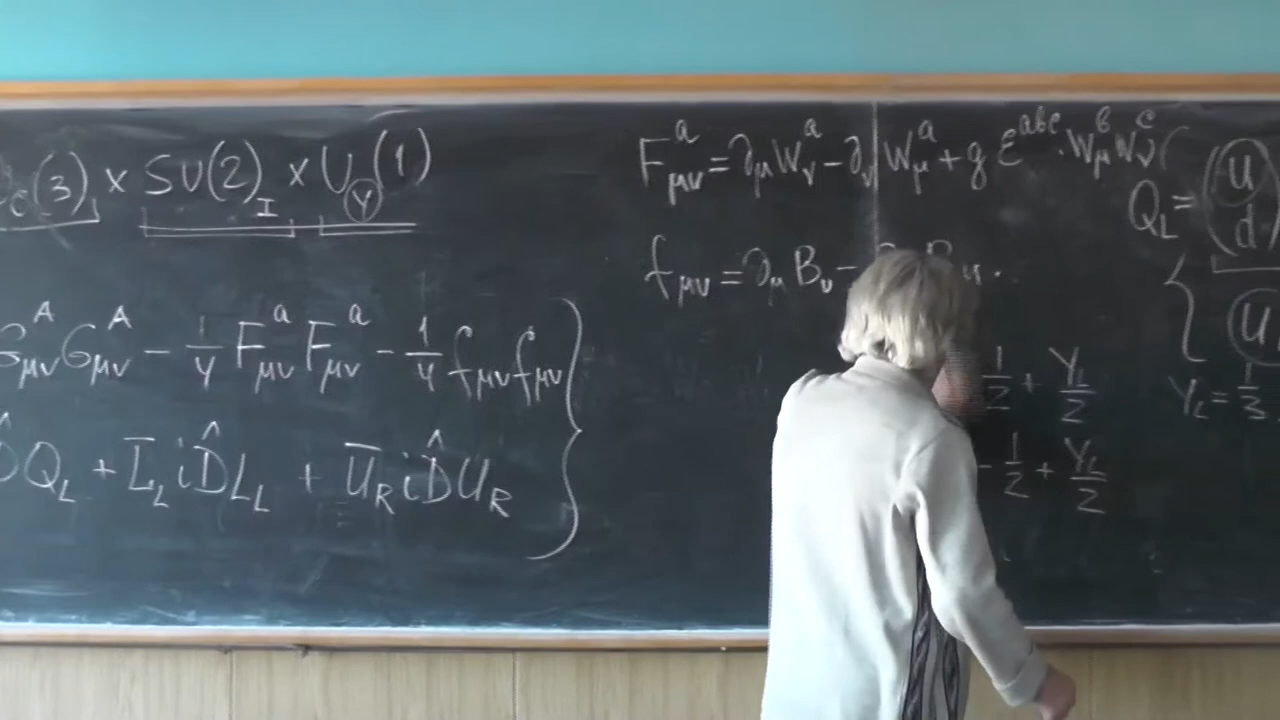 c(3) × SU(2)_I × U_Y(1)
G^A_μν G^A_μν − 1/4 F^a_μν F^a_μν − 1/4 f_μν f_μν }
D̂Q_L + L̄_L iD̂L_L + Ū_R iD̂U_R
F^a_μν = ∂_μ W^a_ν − ∂_ν W^a_μ + g ε^abc · W^b_μ W^c_ν
f_μν = ∂_μ B_ν −
1/2 + Y_L/2
− 1/2 + Y_L/2
Q_L = ( u
d
{ U
Y_L = 1/3